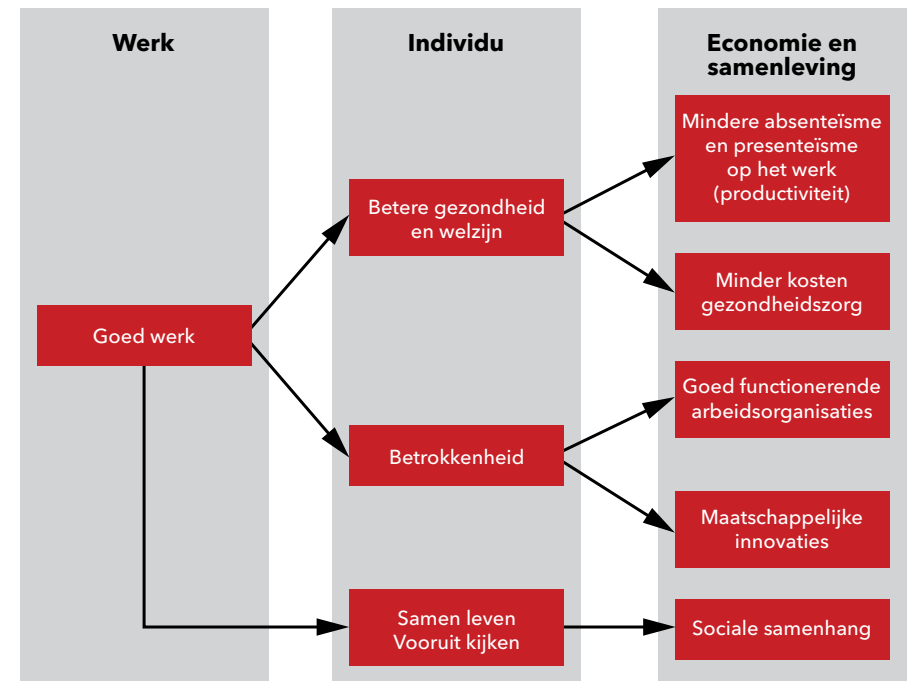 Werk
Individu
Economie en
samenleving
Mindere absenteïsme
en presenteïsme
op het werk
(productiviteit)
Betere gezondheid
en welzijn
Minder kosten
gezondheidszorg
Goed werk
Goed functionerende
arbeidsorganisaties
Betrokkenheid
Maatschappelijke
innovaties
Samen leven
Vooruit kijken
Sociale samenhang